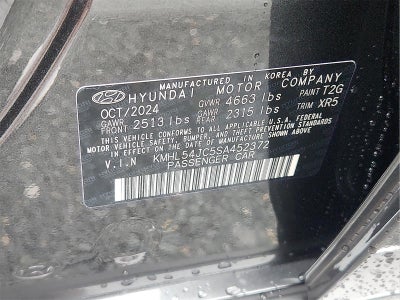 MANUFACTURED IN KOREA BY
HYUNDAI MOTOR COMPANY
OCT/2024 GVWR 4663 lbs PAINT T2G
GAWR FRONT 2513 lbs GAWR REAR 2315 lbs TRIM XR5
THIS VEHICLE CONFORMS TO ALL APPLICABLE U.S. FEDERAL
MOTOR VEHICLE SAFETY, BUMPER, AND THEFT PREVENTION
STANDARDS IN EFFECT ON THE DATE OF MANUFACTURE SHOWN ABOVE.
V.I.N KMHL54JC5SA452372
PASSENGER CAR